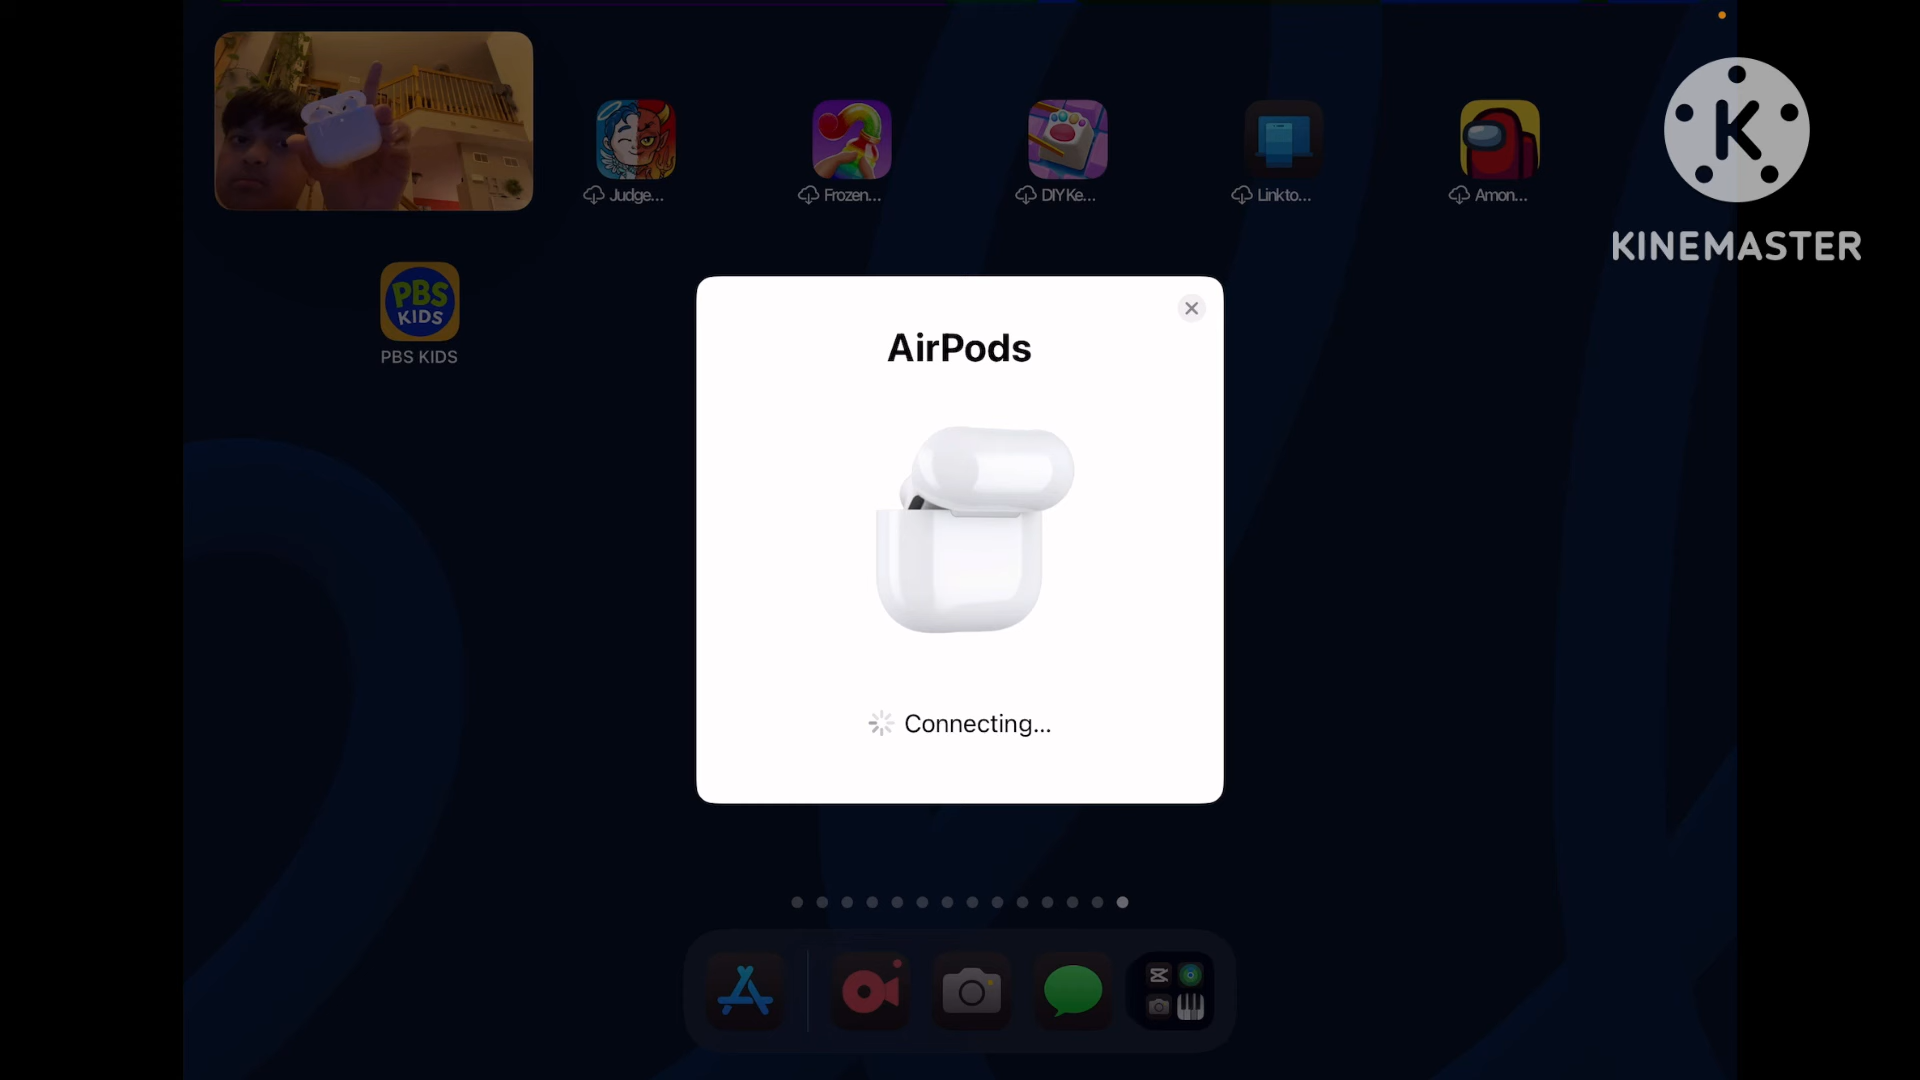 Judge...
Frozen...
DIY Ke...
Linkto...
Amon...
K
KINEMASTER
PBS
KIDS
PBS KIDS
AirPods
Connecting...